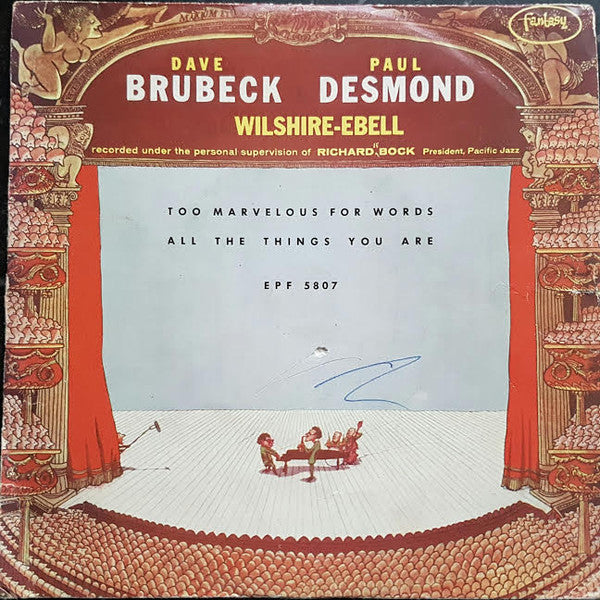 Fantasy
DAVE PAUL
BRUBECK DESMOND
WILSHIRE-EBELL
recorded under the personal supervision of RICHARD BOCK President, Pacific Jazz
TOO MARVELOUS FOR WORDS
ALL THE THINGS YOU ARE
EPF 5807